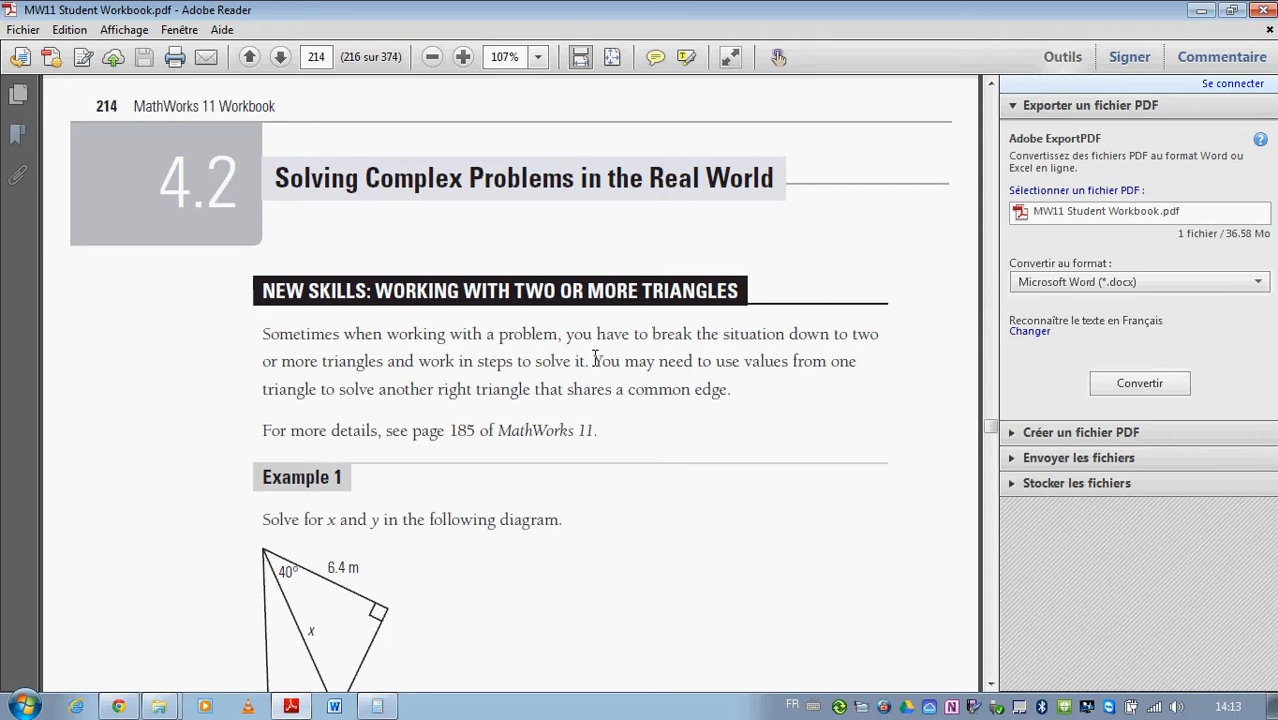 MW11 Student Workbook.pdf - Adobe Reader
Fichier Edition Affichage Fenêtre Aide
214 (216 sur 374) 107% Outils Signer Commentaire
Se connecter
Exporter un fichier PDF
Adobe ExportPDF
Convertissez des fichiers PDF au format Word ou
Excel en ligne.
Sélectionner un fichier PDF :
MW11 Student Workbook.pdf
1 fichier / 36.58 Mo
Convertir au format :
Microsoft Word (*.docx)
Reconnaître le texte en Français
Changer
Convertir
Créer un fichier PDF
Envoyer les fichiers
Stocker les fichiers
214 MathWorks 11 Workbook
4.2 Solving Complex Problems in the Real World
NEW SKILLS: WORKING WITH TWO OR MORE TRIANGLES
Sometimes when working with a problem, you have to break the situation down to two
or more triangles and work in steps to solve it. You may need to use values from one
triangle to solve another right triangle that shares a common edge.
For more details, see page 185 of MathWorks 11.
Example 1
Solve for x and y in the following diagram.
40° 6.4 m
x
FR 14:13